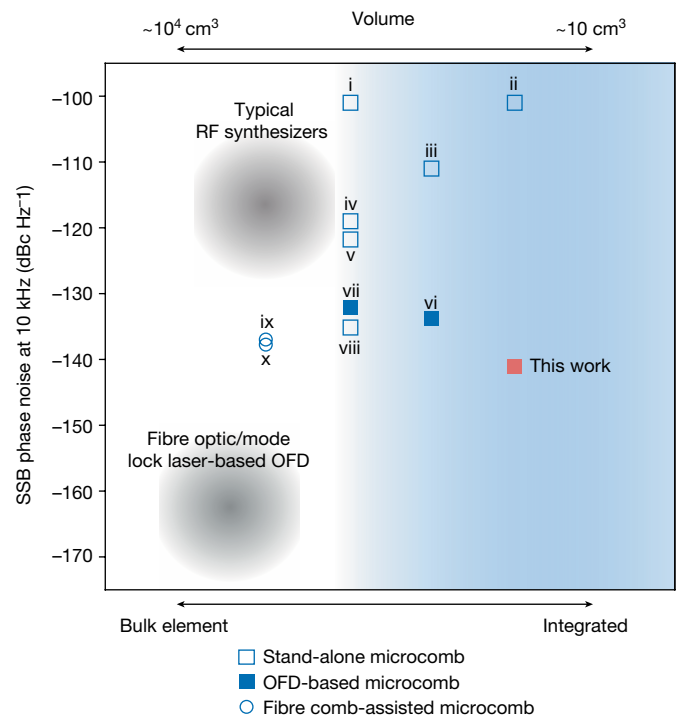 Volume
~10⁴ cm³
~10 cm³
SSB phase noise at 10 kHz (dBc Hz⁻¹)
−100
−110
−120
−130
−140
−150
−160
−170
Typical
RF synthesizers
i
ii
iii
iv
v
vii
vi
viii
ix
x
This work
Fibre optic/mode
lock laser-based OFD
Bulk element
Integrated
Stand-alone microcomb
OFD-based microcomb
Fibre comb-assisted microcomb